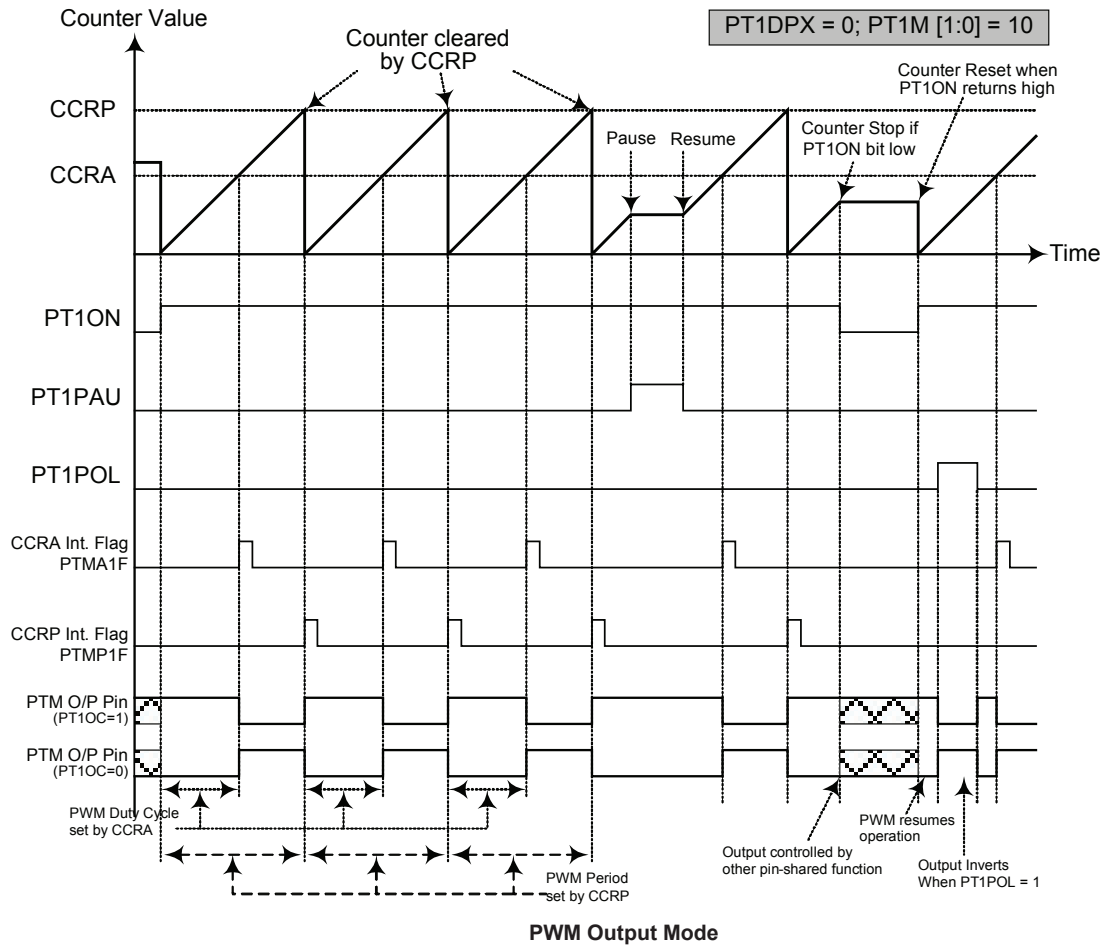 Counter Value
PT1DPX = 0; PT1M [1:0] = 10
Counter cleared
by CCRP
Counter Reset when
PT1ON returns high
CCRP
Counter Stop if
PT1ON bit low
Pause
Resume
CCRA
Time
PT1ON
PT1PAU
PT1POL
CCRA Int. Flag
PTMA1F
CCRP Int. Flag
PTMP1F
PTM O/P Pin
(PT1OC=1)
PTM O/P Pin
(PT1OC=0)
PWM Duty Cycle
set by CCRA
PWM resumes
operation
Output controlled by
other pin-shared function
Output Inverts
When PT1POL = 1
PWM Period
set by CCRP
PWM Output Mode